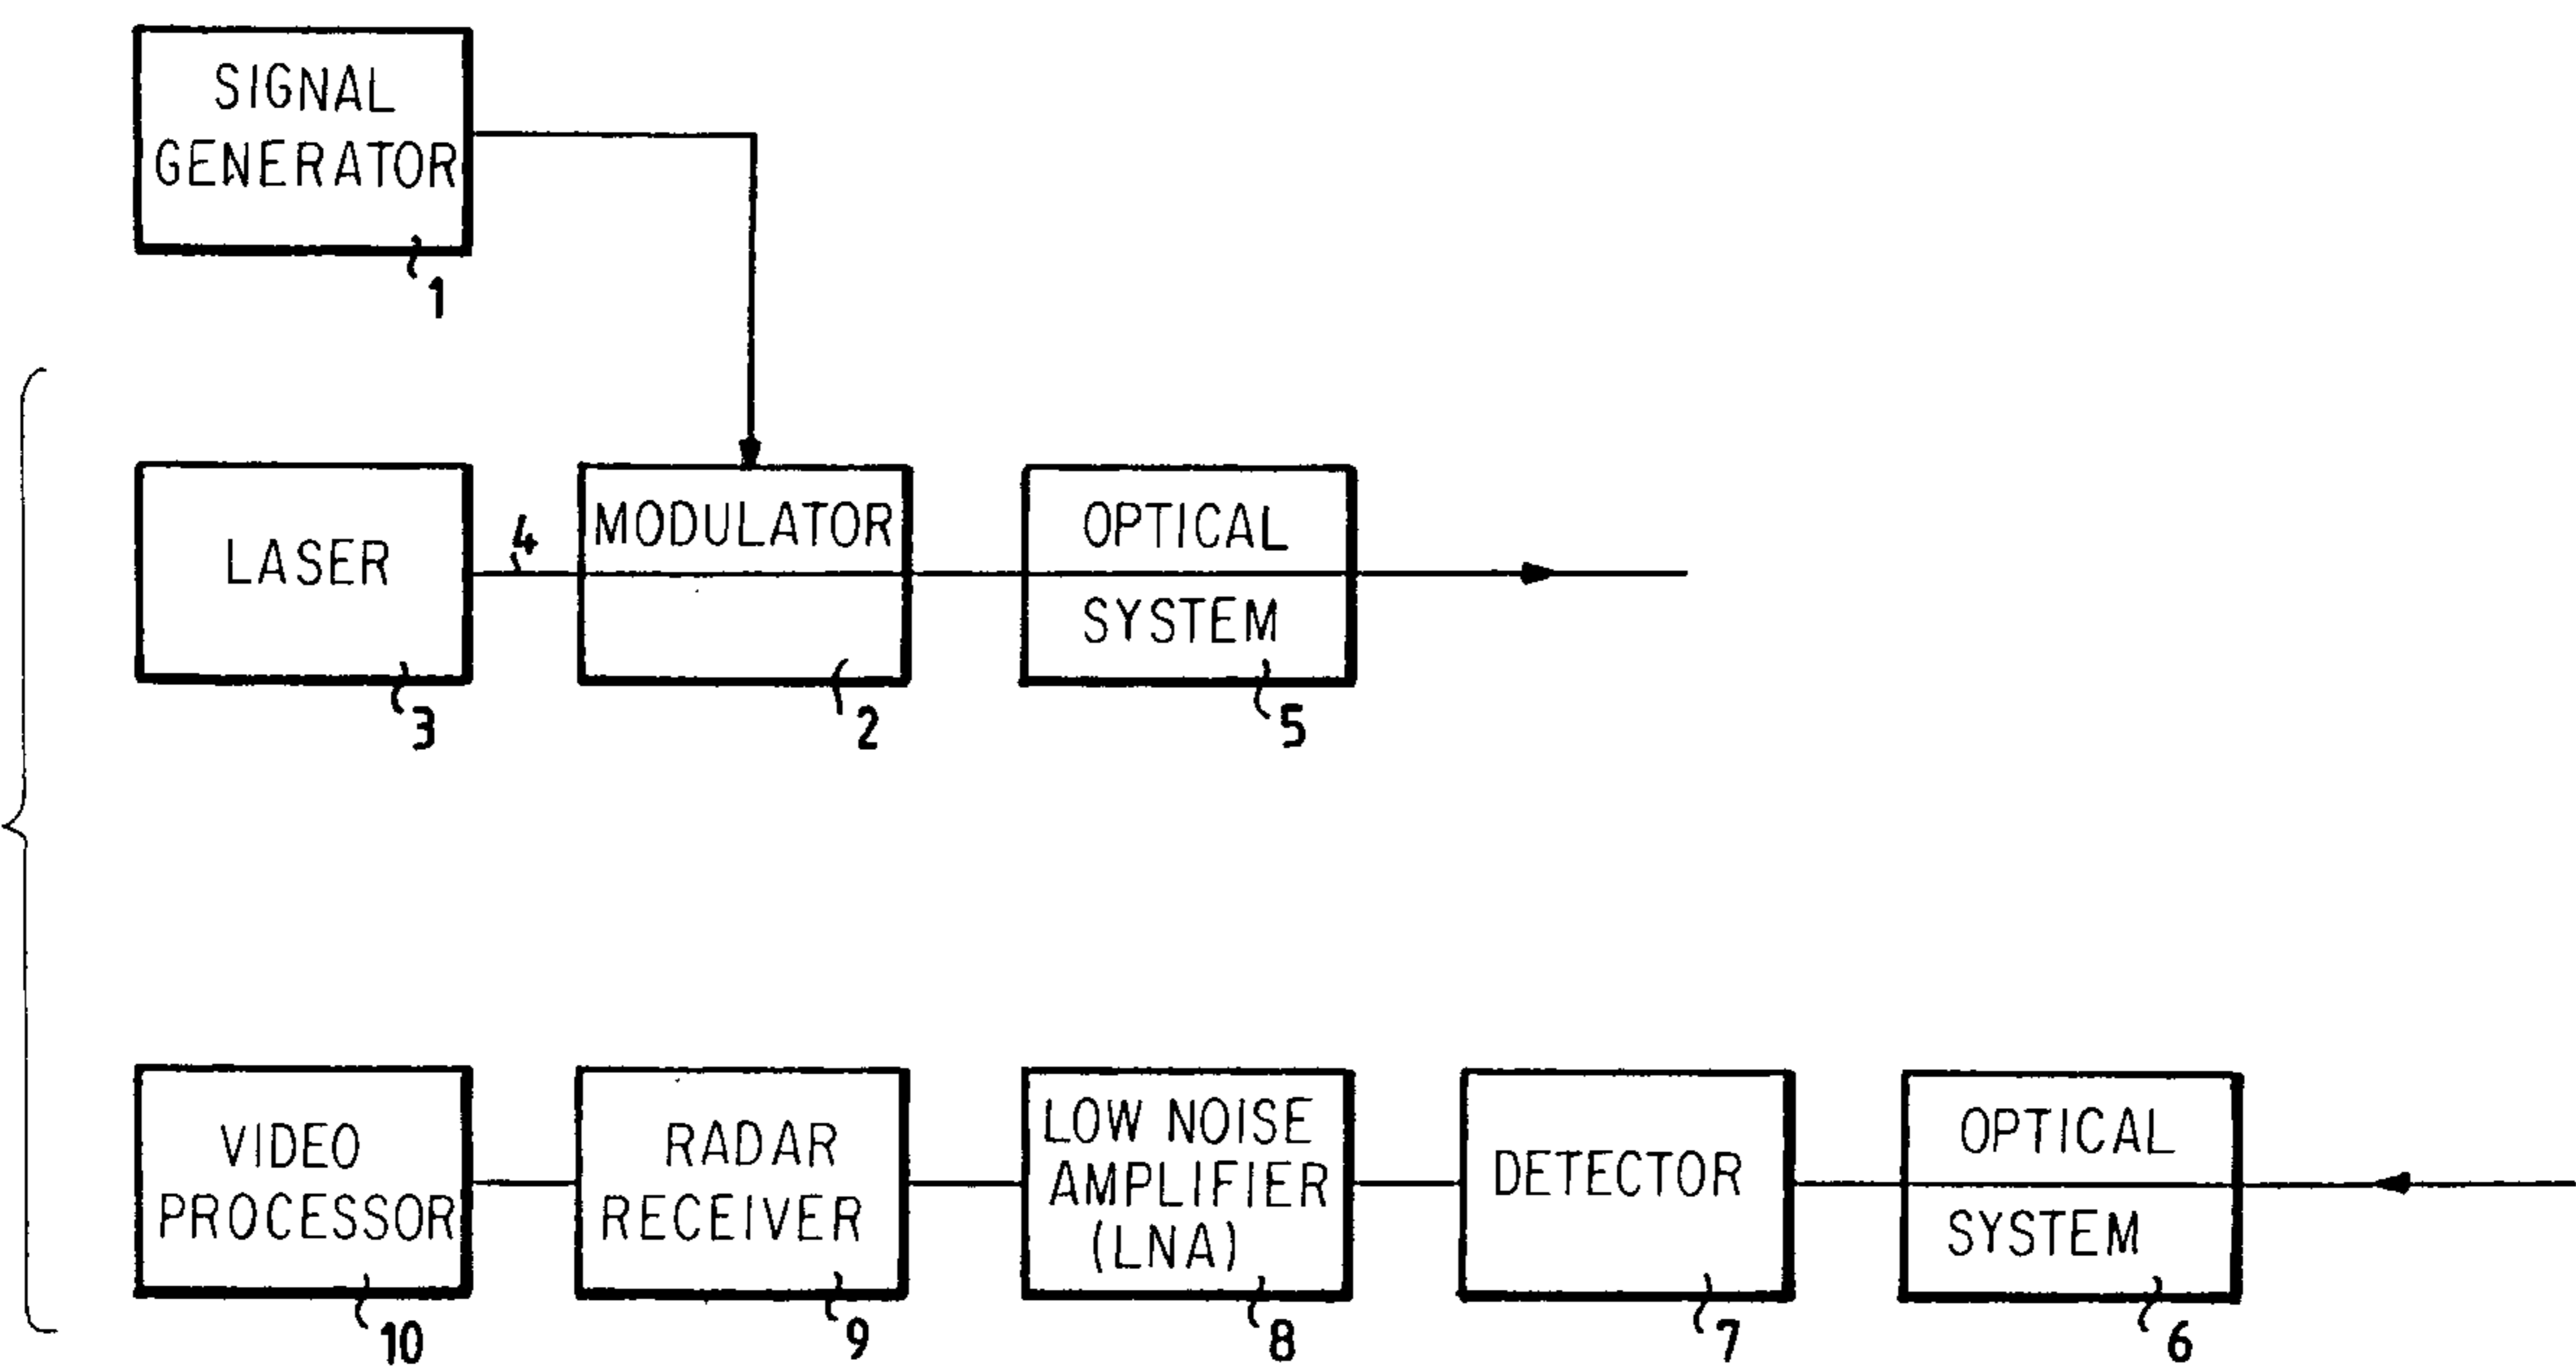 SIGNAL
GENERATOR
1
LASER
3
4
MODULATOR
2
OPTICAL
SYSTEM
5
VIDEO
PROCESSOR
10
RADAR
RECEIVER
9
LOW NOISE
AMPLIFIER
(LNA)
8
DETECTOR
7
OPTICAL
SYSTEM
6